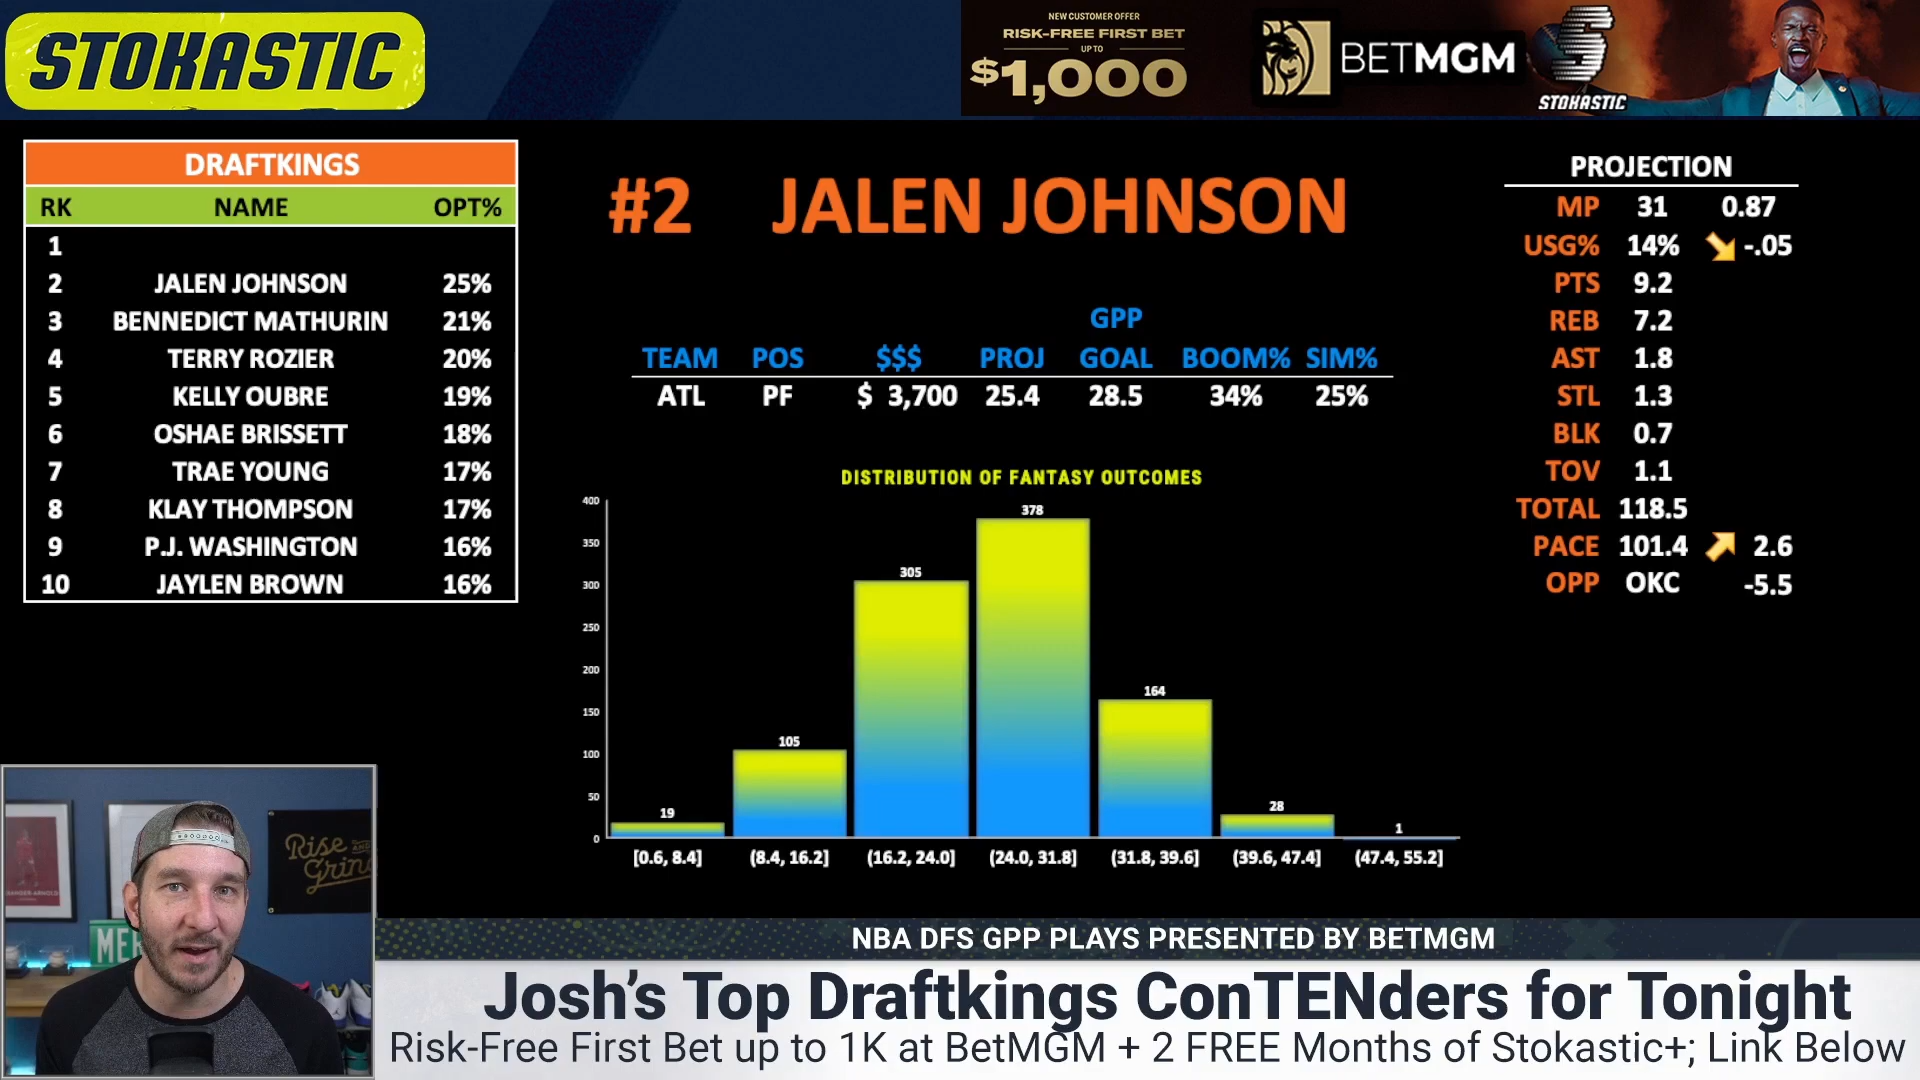 STOKASTIC
NEW CUSTOMER OFFER
RISK-FREE FIRST BET
UP TO
$1,000
BETMGM
STOKASTIC
DRAFTKINGS
RK NAME OPT%
1
2 JALEN JOHNSON 25%
3 BENNEDICT MATHURIN 21%
4 TERRY ROZIER 20%
5 KELLY OUBRE 19%
6 OSHAE BRISSETT 18%
7 TRAE YOUNG 17%
8 KLAY THOMPSON 17%
9 P.J. WASHINGTON 16%
10 JAYLEN BROWN 16%
#2 JALEN JOHNSON
GPP
TEAM POS $$$ PROJ GOAL BOOM% SIM%
ATL PF $ 3,700 25.4 28.5 34% 25%
PROJECTION
MP 31 0.87
USG% 14% -.05
PTS 9.2
REB 7.2
AST 1.8
STL 1.3
BLK 0.7
TOV 1.1
TOTAL 118.5
PACE 101.4 2.6
OPP OKC -5.5
DISTRIBUTION OF FANTASY OUTCOMES
400
350
300
250
200
150
100
50
0
19
105
305
378
164
28
1
[0.6, 8.4] (8.4, 16.2] (16.2, 24.0] (24.0, 31.8] (31.8, 39.6] (39.6, 47.4] (47.4, 55.2]
Rise AND
Grind
MER
NBA DFS GPP PLAYS PRESENTED BY BETMGM
Josh's Top Draftkings ConTENders for Tonight
Risk-Free First Bet up to 1K at BetMGM + 2 FREE Months of Stokastic+; Link Below